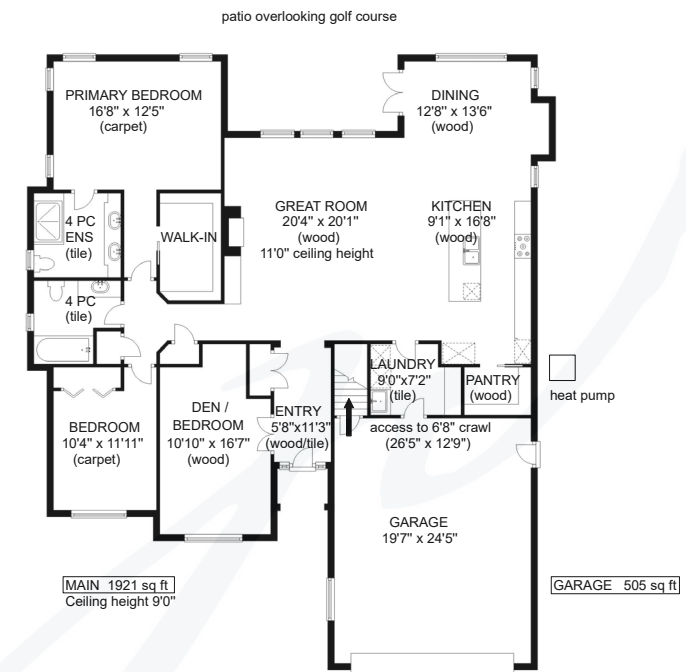 patio overlooking golf course
PRIMARY BEDROOM
16'8" x 12'5"
(carpet)
DINING
12'8" x 13'6"
(wood)
4 PC
ENS
(tile)
WALK-IN
GREAT ROOM
20'4" x 20'1"
(wood)
11'0" ceiling height
KITCHEN
9'1" x 16'8"
(wood)
4 PC
(tile)
LAUNDRY
9'0"x7'2"
(tile)
PANTRY
(wood)
heat pump
BEDROOM
10'4" x 11'11"
(carpet)
DEN /
BEDROOM
10'10" x 16'7"
(wood)
ENTRY
5'8"x11'3"
(wood/tile)
access to 6'8" crawl
(26'5" x 12'9")
GARAGE
19'7" x 24'5"
MAIN 1921 sq ft
Ceiling height 9'0"
GARAGE 505 sq ft